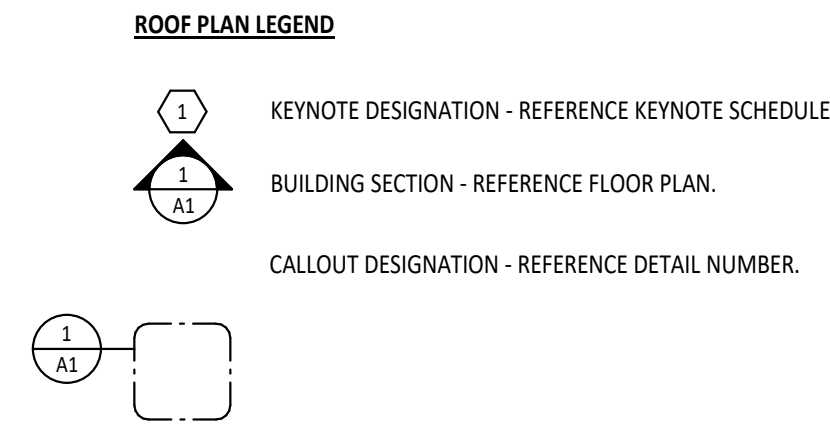 ROOF PLAN LEGEND
1
KEYNOTE DESIGNATION - REFERENCE KEYNOTE SCHEDULE
1
A1
BUILDING SECTION - REFERENCE FLOOR PLAN.
CALLOUT DESIGNATION - REFERENCE DETAIL NUMBER.
1
A1